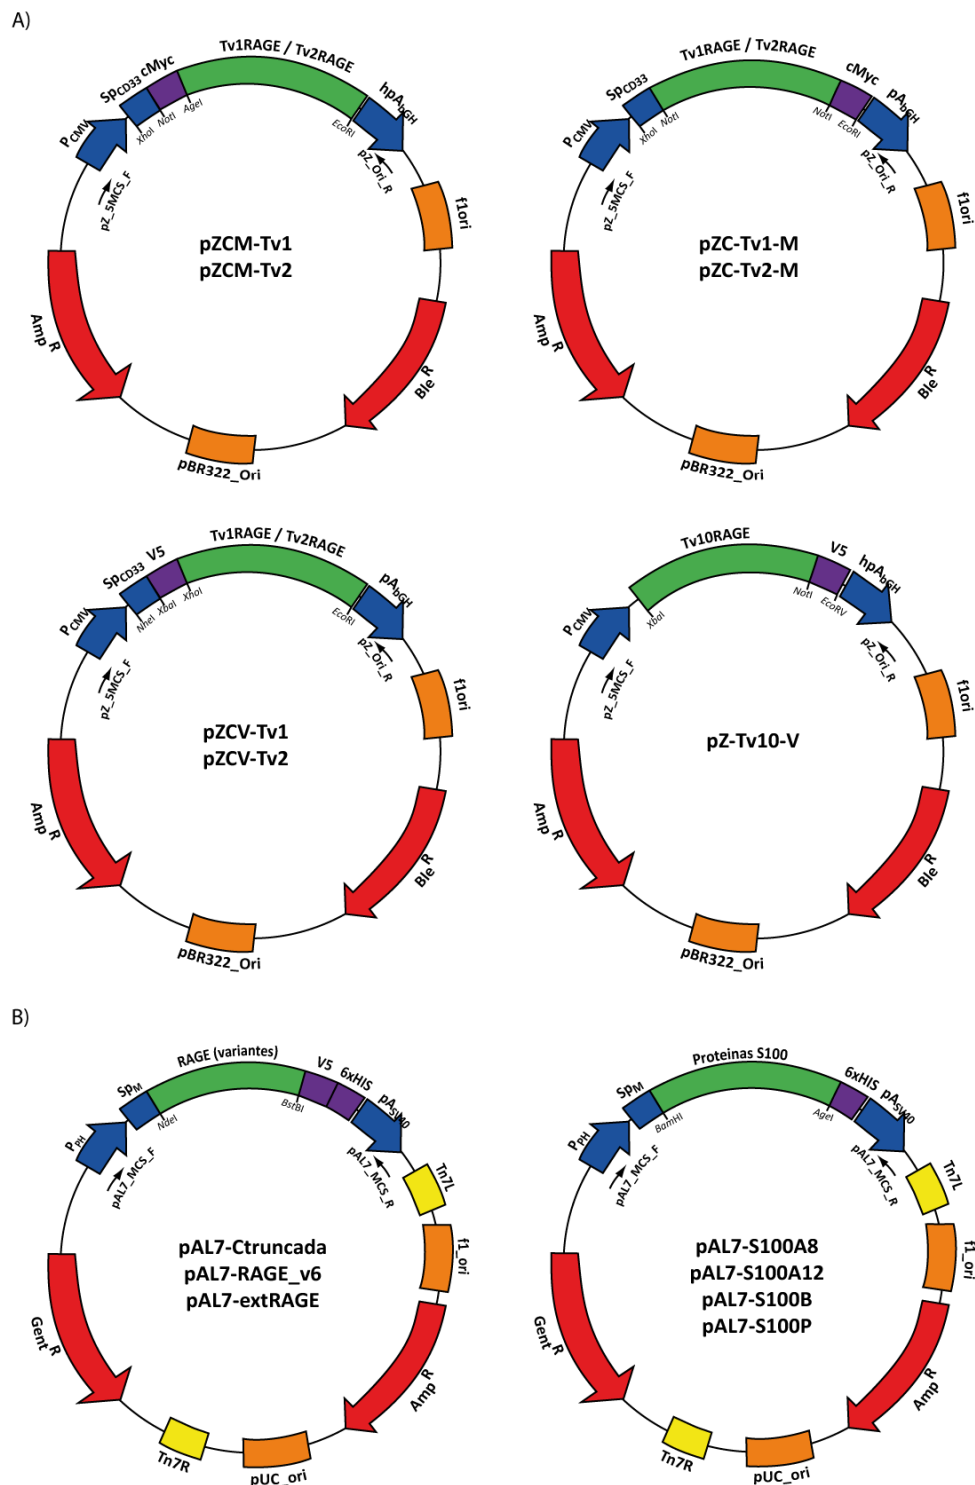 A)
Tv1RAGE / Tv2RAGE
SpCD33 cMyc
hpAbGH
PCMV
XhoI
NotI
AgeI
EcoRI
pZ_5MCS_F
pZ_Ori_R
f1ori
pZCM-Tv1
pZCM-Tv2
Amp R
Ble R
pBR322_Ori
Tv1RAGE / Tv2RAGE
SpCD33
cMyc
pAbGH
PCMV
XhoI
NotI
NotI
EcoRI
pZ_5MCS_F
pZ_Ori_R
f1ori
pZC-Tv1-M
pZC-Tv2-M
Amp R
Ble R
pBR322_Ori
Tv1RAGE / Tv2RAGE
SpCD33 V5
pAbGH
PCMV
NheI
XbaI
XhoI
EcoRI
pZ_5MCS_F
pZ_Ori_R
f1ori
pZCV-Tv1
pZCV-Tv2
Amp R
Ble R
pBR322_Ori
Tv10RAGE
V5
hpAbGH
PCMV
XbaI
NotI
EcoRV
pZ_5MCS_F
pZ_Ori_R
f1ori
pZ-Tv10-V
Amp R
Ble R
pBR322_Ori
B)
RAGE (variantes)
SpM
V5
6xHIS
pASV40
PPH
NdeI
BstBI
pAL7_MCS_F
pAL7_MCS_R
Tn7L
f1_ori
pAL7-Ctruncada
pAL7-RAGE_v6
pAL7-extRAGE
Gent R
Amp R
Tn7R
pUC_ori
Proteinas S100
SpM
6xHIS
pASV40
PPH
BamHI
AgeI
pAL7_MCS_F
pAL7_MCS_R
Tn7L
f1_ori
pAL7-S100A8
pAL7-S100A12
pAL7-S100B
pAL7-S100P
Gent R
Amp R
Tn7R
pUC_ori